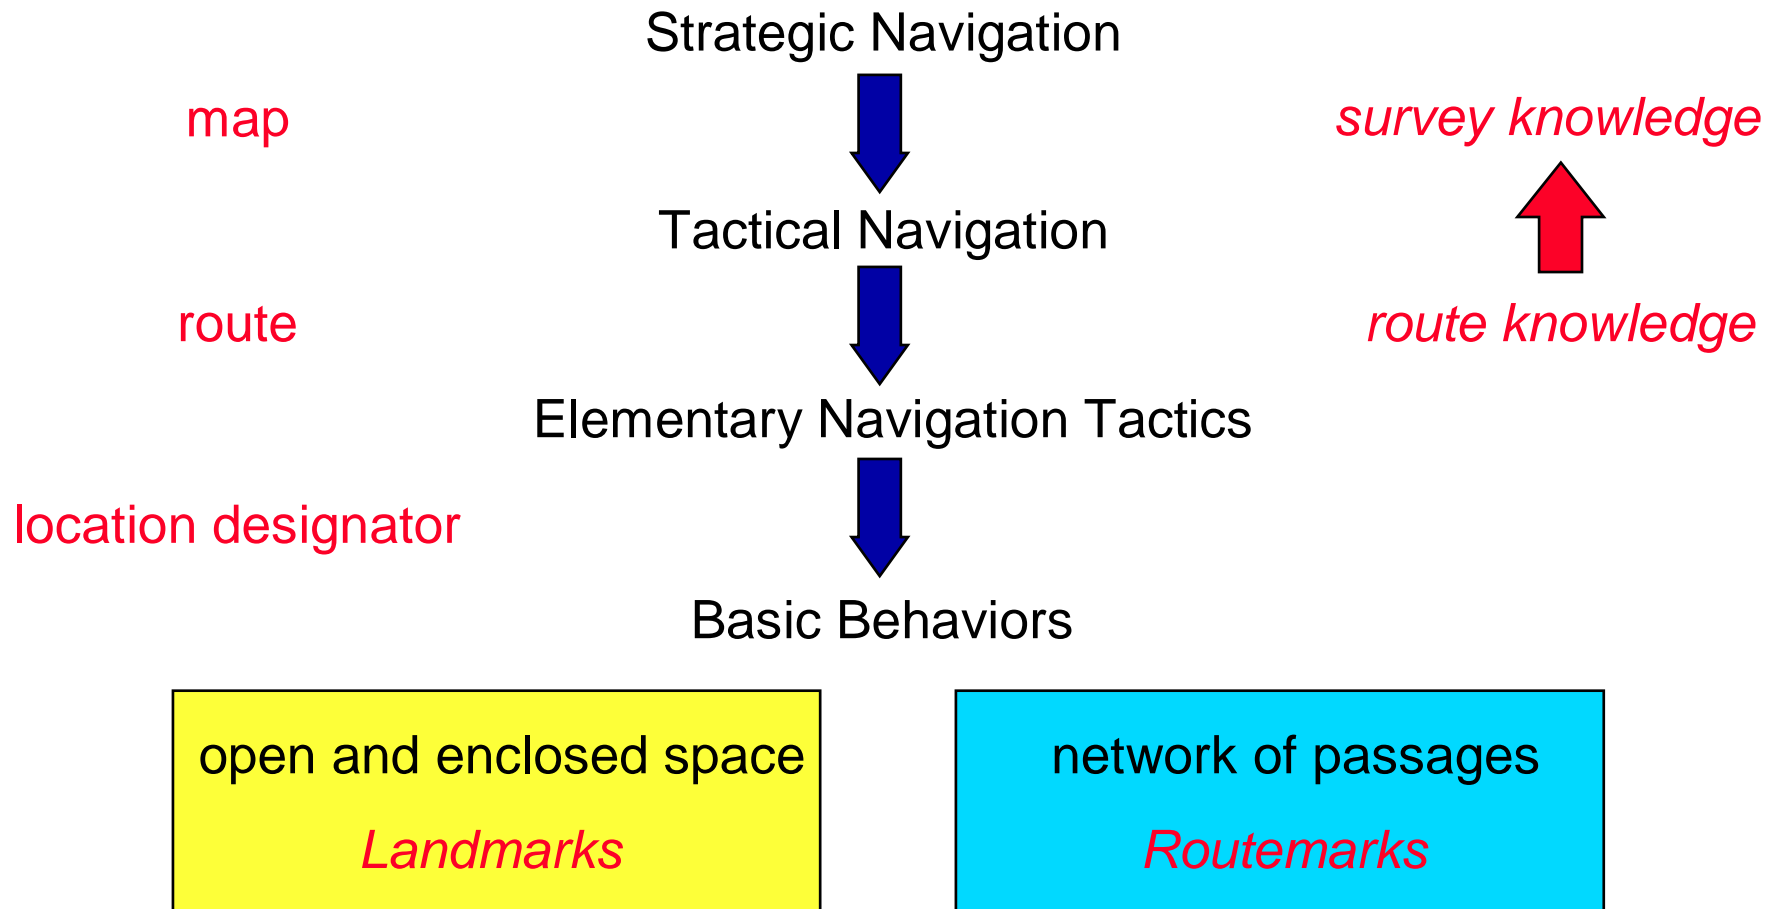 Strategic Navigation
map
survey knowledge
Tactical Navigation
route
route knowledge
Elementary Navigation Tactics
location designator
Basic Behaviors
open and enclosed space
Landmarks
network of passages
Routemarks